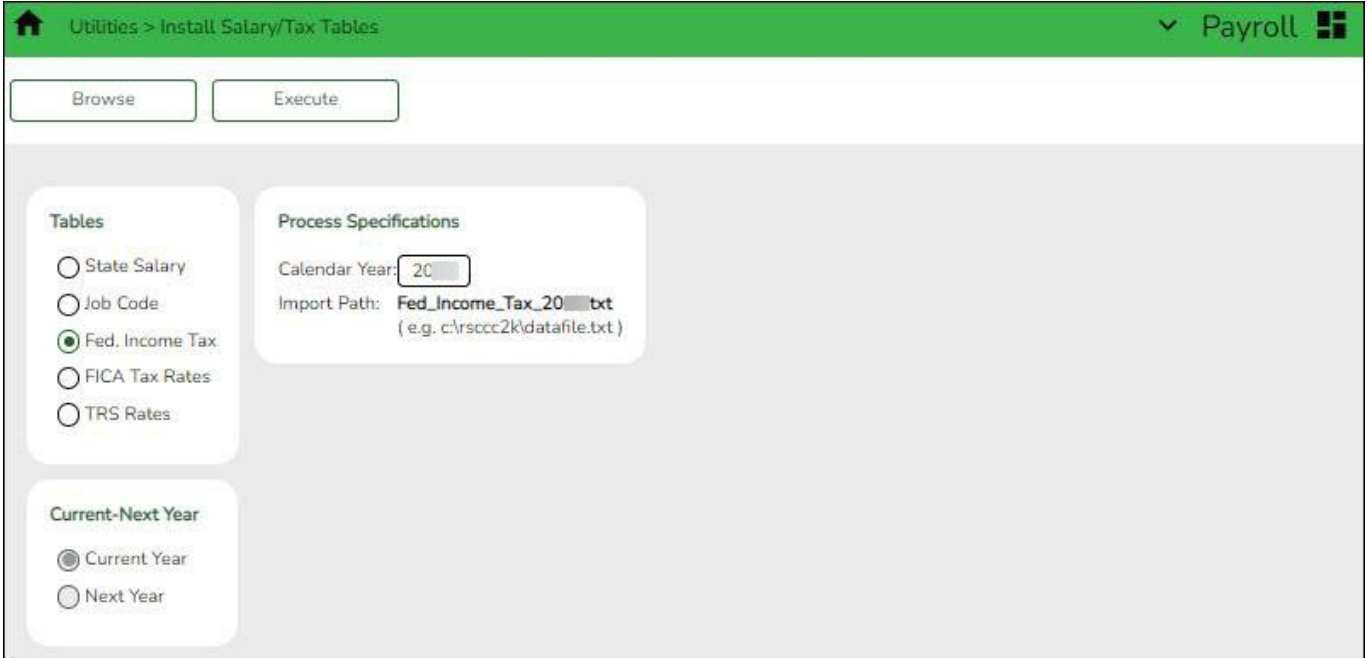 Utilities > Install Salary/Tax Tables
Payroll
Browse
Execute
Tables
State Salary
Job Code
Fed. Income Tax
FICA Tax Rates
TRS Rates
Process Specifications
Calendar Year: 20
Import Path: Fed_Income_Tax_20 txt
( e.g. c:\rsccc2k\datafile.txt )
Current-Next Year
Current Year
Next Year